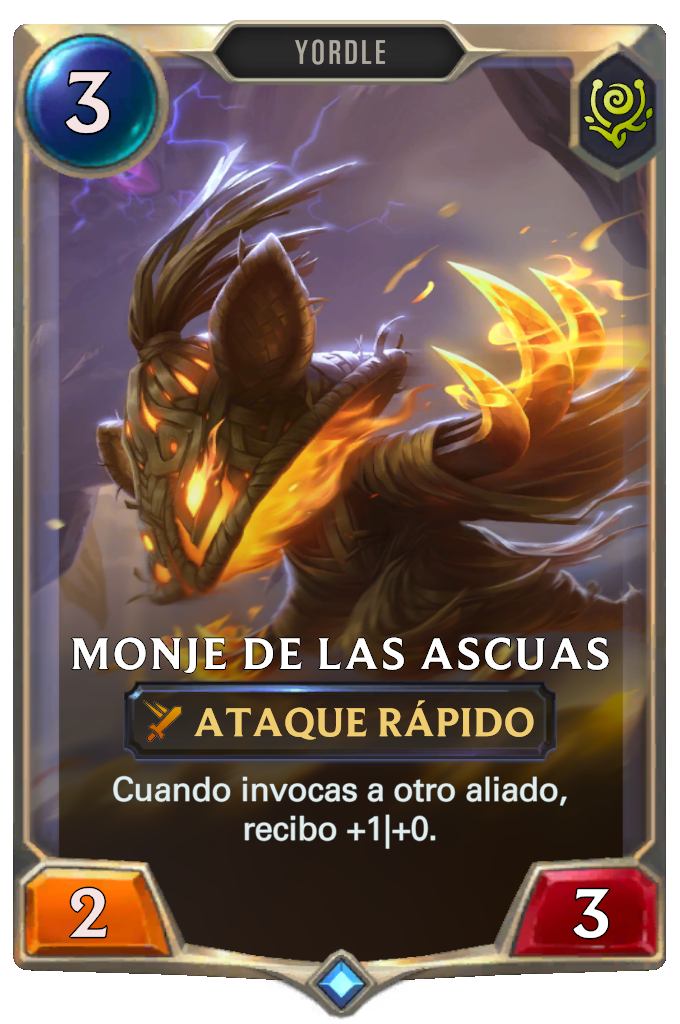 YORDLE
3
MONJE DE LAS ASCUAS
ATAQUE RÁPIDO
Cuando invocas a otro aliado,
recibo +1|+0.
2
3